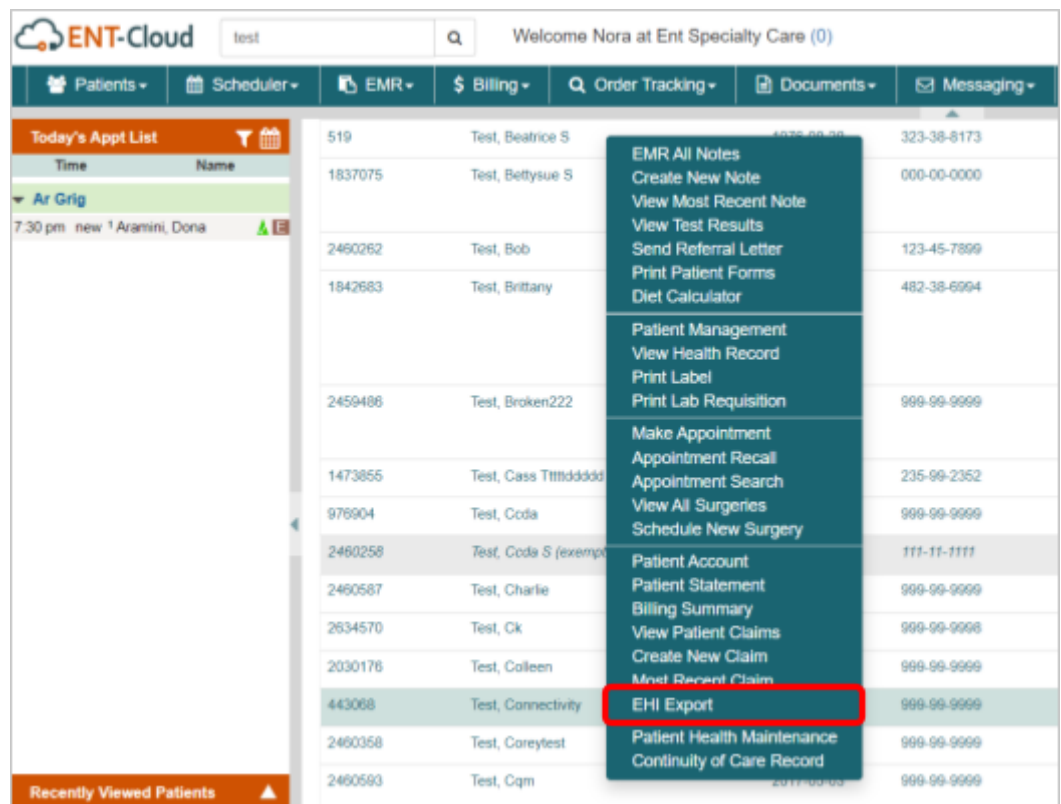 ENT-Cloud test Welcome Nora at Ent Specialty Care (0)
Patients Scheduler EMR $ Billing Order Tracking Documents Messaging
Today's Appt List
Time Name
Ar Grig
7:30 pm new 1 Aramini, Dona E
Recently Viewed Patients
519 Test, Beatrice S 323-38-8173
1837075 Test, Bettysue S 000-00-0000
2460262 Test, Bob 123-45-7899
1842683 Test, Brittany 482-38-6994
2459486 Test, Broken222 999-99-9999
1473855 Test, Cass 235-99-2352
976904 Test, Ccda 999-99-9999
2460258 Test, Ccda S 111-11-1111
2460587 Test, Charlie 999-99-9999
2634570 Test, Ck 999-99-9998
2030176 Test, Colleen 999-99-9999
443068 Test, Connectivity 999-99-9999
2460358 Test, Coreytest 999-99-9999
2460593 Test, Cqm 999-99-9999
EMR All Notes
Create New Note
View Most Recent Note
View Test Results
Send Referral Letter
Print Patient Forms
Diet Calculator
Patient Management
View Health Record
Print Label
Print Lab Requisition
Make Appointment
Appointment Recall
Appointment Search
View All Surgeries
Schedule New Surgery
Patient Account
Patient Statement
Billing Summary
View Patient Claims
Create New Claim
Most Recent Claim
EHI Export
Patient Health Maintenance
Continuity of Care Record